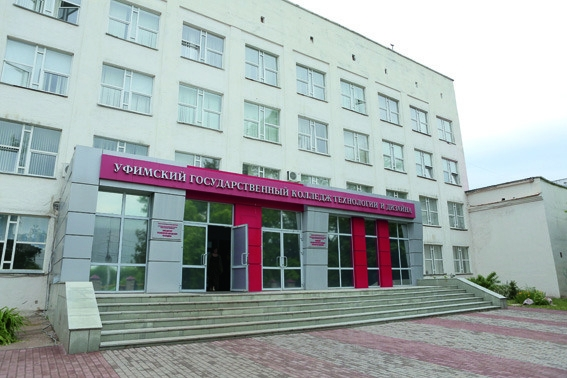 УФИМСКИЙ ГОСУДАРСТВЕННЫЙ КОЛЛЕДЖ ТЕХНОЛОГИИ И ДИЗАЙНА